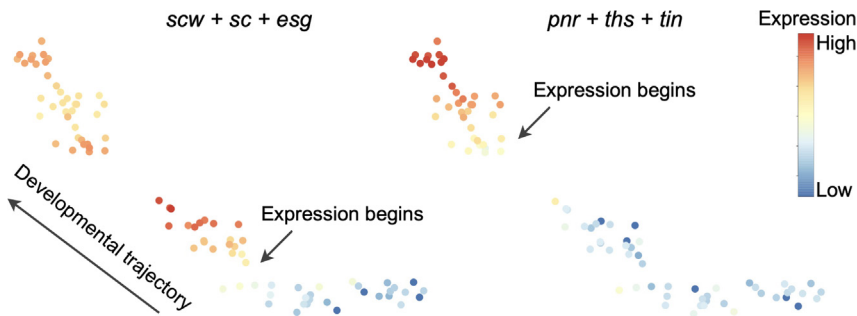 scw + sc + esg
pnr + ths + tin
Expression
High
Low
Expression begins
Expression begins
Developmental trajectory